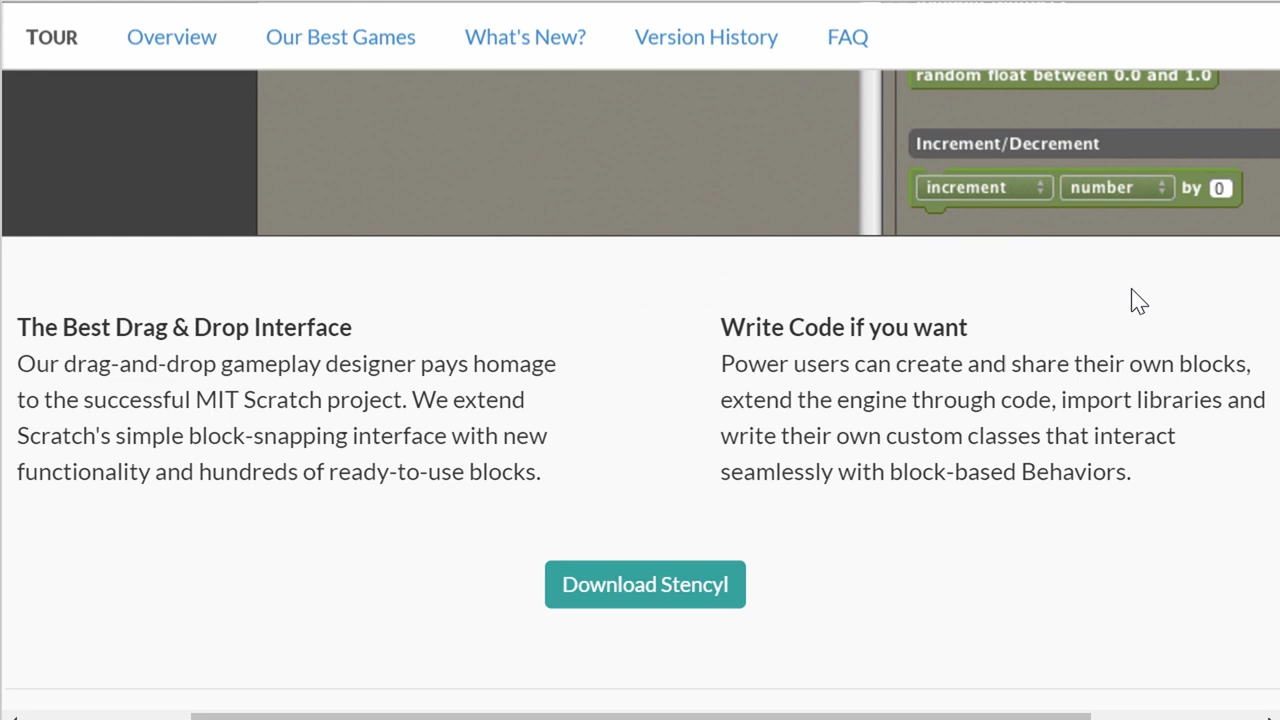 TOUR Overview Our Best Games What's New? Version History FAQ
random float between 0.0 and 1.0
Increment/Decrement
increment number by 0
The Best Drag & Drop Interface
Our drag-and-drop gameplay designer pays homage
to the successful MIT Scratch project. We extend
Scratch's simple block-snapping interface with new
functionality and hundreds of ready-to-use blocks.
Write Code if you want
Power users can create and share their own blocks,
extend the engine through code, import libraries and
write their own custom classes that interact
seamlessly with block-based Behaviors.
Download Stencyl